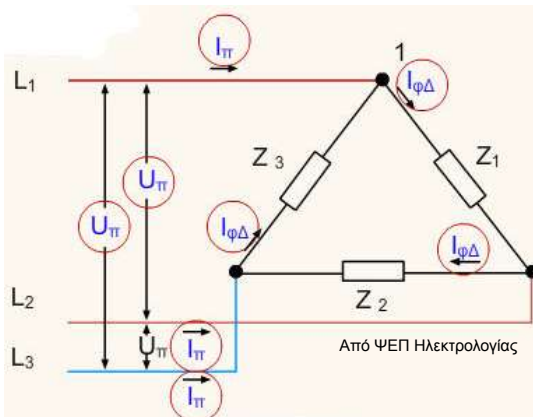 Iπ
L₁
1
IφΔ
Z 3
Z₁
Uπ
Uπ
IφΔ
IφΔ
L₂
Z 2
Uπ
Iπ
Από ΨΕΠ Ηλεκτρολογίας
L₃
Iπ